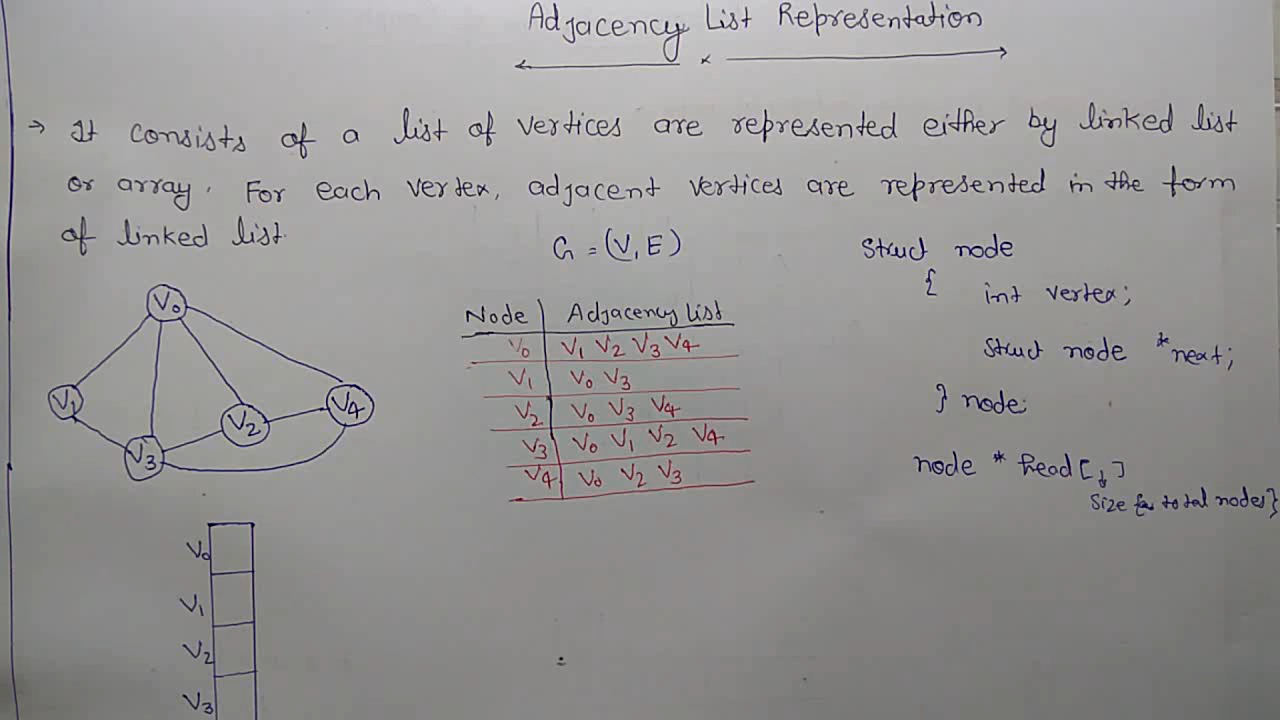 Adjacency List Representation
→ It consists of a list of vertices are represented either by linked list
or array. For each vertex, adjacent vertices are represented in the form
of linked list.
G = (V, E)
V0
V1
V2
V4
V3
Node | Adjacency List
V0 | V1 V2 V3 V4
V1 | V0 V3
V2 | V0 V3 V4
V3 | V0 V1 V2 V4
V4 | V0 V2 V3
struct node
{ int vertex;
struct node *next;
} node;
node * head[↓]
size total nodes}
V0
V1
V2
V3